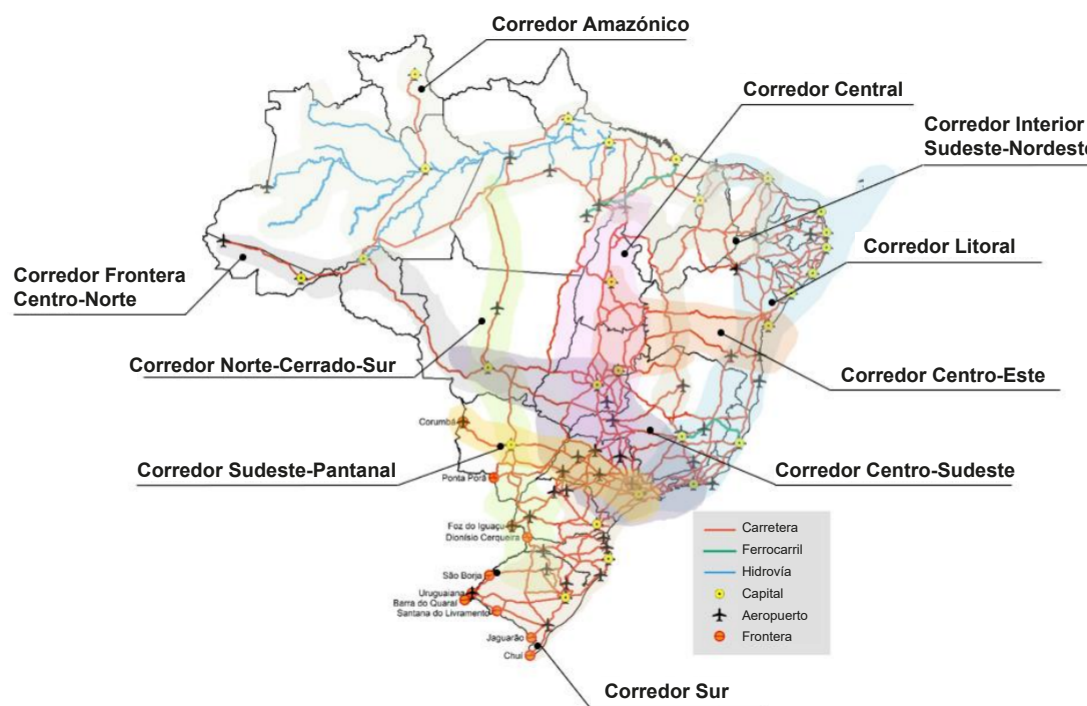 Corredor Amazónico
Corredor Central
Corredor Interior
Sudeste-Nordeste
Corredor Litoral
Corredor Frontera
Centro-Norte
Corredor Norte-Cerrado-Sur
Corredor Centro-Este
Corumbá
Corredor Sudeste-Pantanal
Corredor Centro-Sudeste
Ponta Porã
Foz do Iguaçu
Dionísio Cerqueira
São Borja
Uruguaiana
Barra do Quaraí
Santana do Livramento
Jaguarão
Chuí
Carretera
Ferrocarril
Hidrovía
Capital
Aeropuerto
Frontera
Corredor Sur